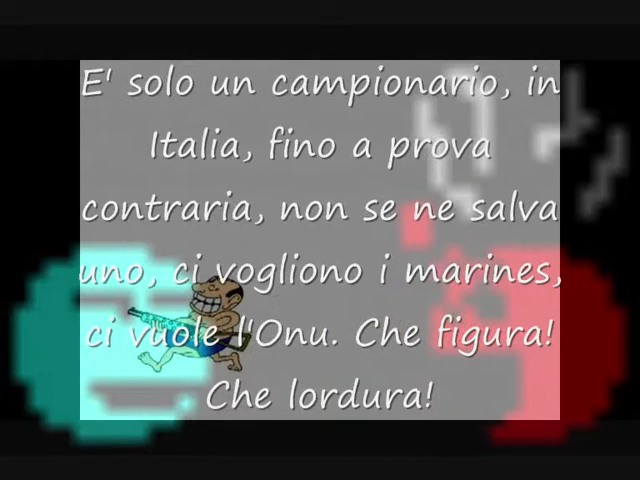 E' solo un campionario, in
Italia, fino a prova
contraria, non se ne salva
uno, ci vogliono i marines,
ci vuole l'Onu. Che figura!
Che lordura!